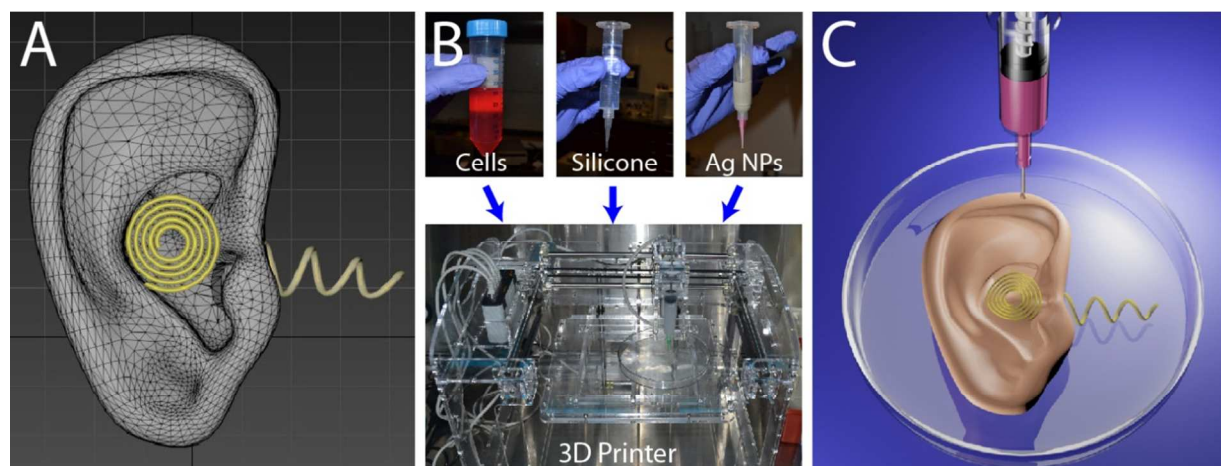 A
B
C
Cells
Silicone
Ag NPs
3D Printer